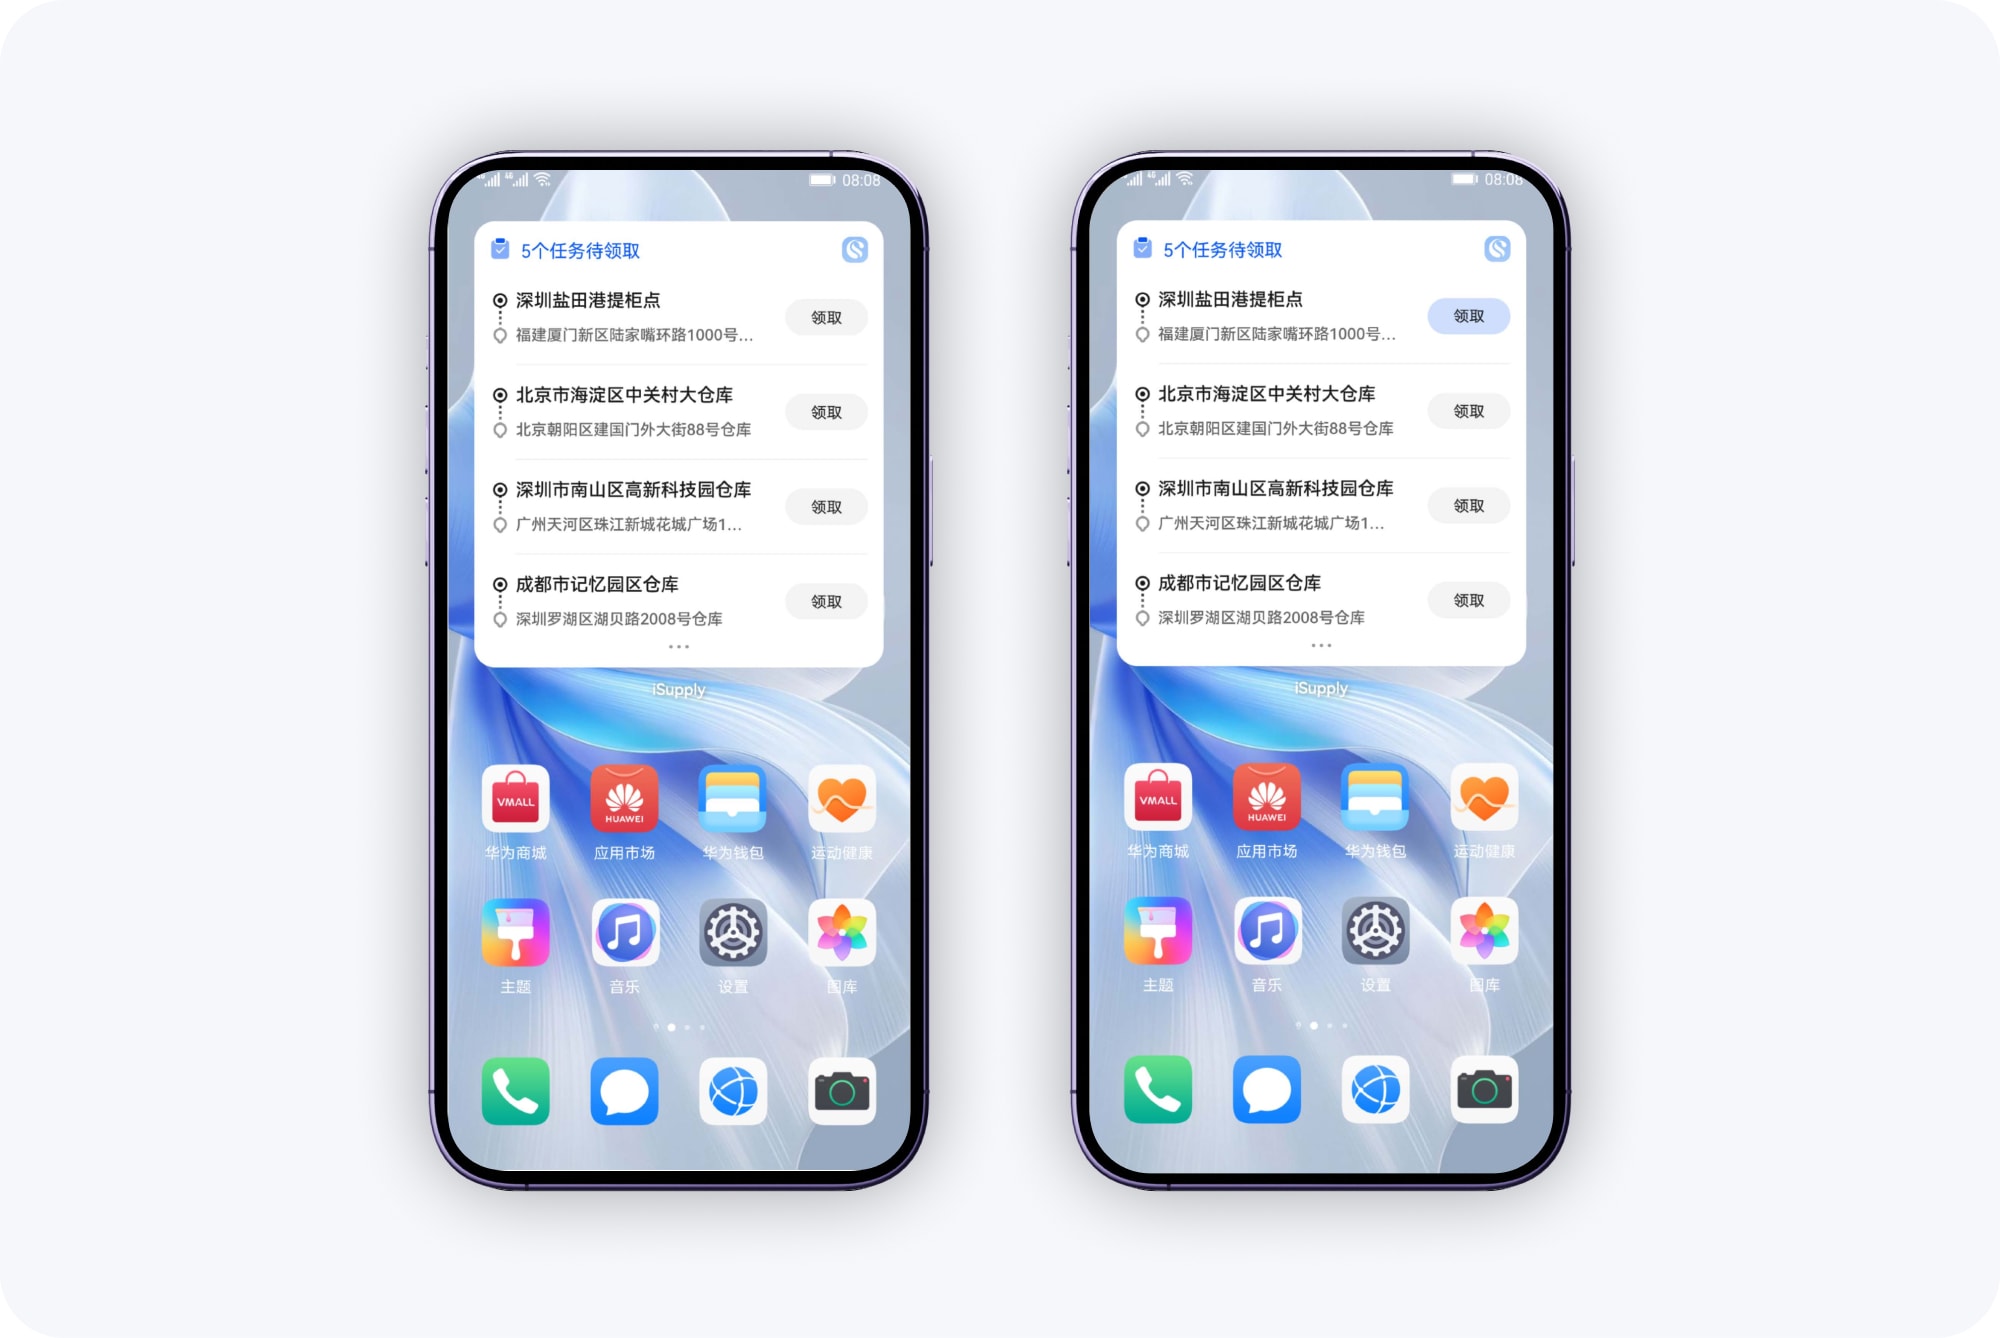 4G 08:08
5个任务待领取
深圳盐田港提柜点
福建厦门新区陆家嘴环路1000号...
领取
北京市海淀区中关村大仓库
北京朝阳区建国门外大街88号仓库
领取
深圳市南山区高新科技园仓库
广州天河区珠江新城花城广场1...
领取
成都市记忆园区仓库
深圳罗湖区湖贝路2008号仓库
领取
iSupply
VMALL
HUAWEI
华为商城 应用市场 华为钱包 运动健康
主题 音乐 设置 图库
4G 08:08
5个任务待领取
深圳盐田港提柜点
福建厦门新区陆家嘴环路1000号...
领取
北京市海淀区中关村大仓库
北京朝阳区建国门外大街88号仓库
领取
深圳市南山区高新科技园仓库
广州天河区珠江新城花城广场1...
领取
成都市记忆园区仓库
深圳罗湖区湖贝路2008号仓库
领取
iSupply
VMALL
HUAWEI
华为商城 应用市场 华为钱包 运动健康
主题 音乐 设置 图库